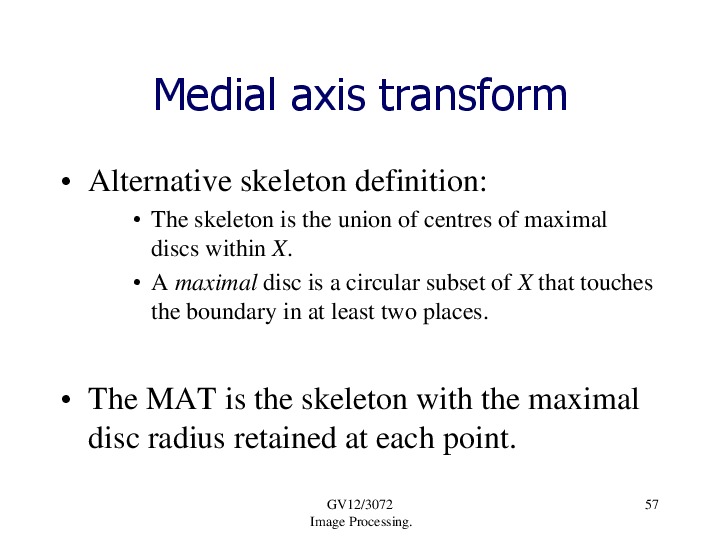 Medial axis transform
• Alternative skeleton definition:
• The skeleton is the union of centres of maximal
discs within X.
• A maximal disc is a circular subset of X that touches
the boundary in at least two places.
• The MAT is the skeleton with the maximal
disc radius retained at each point.
GV12/3072
Image Processing.
57